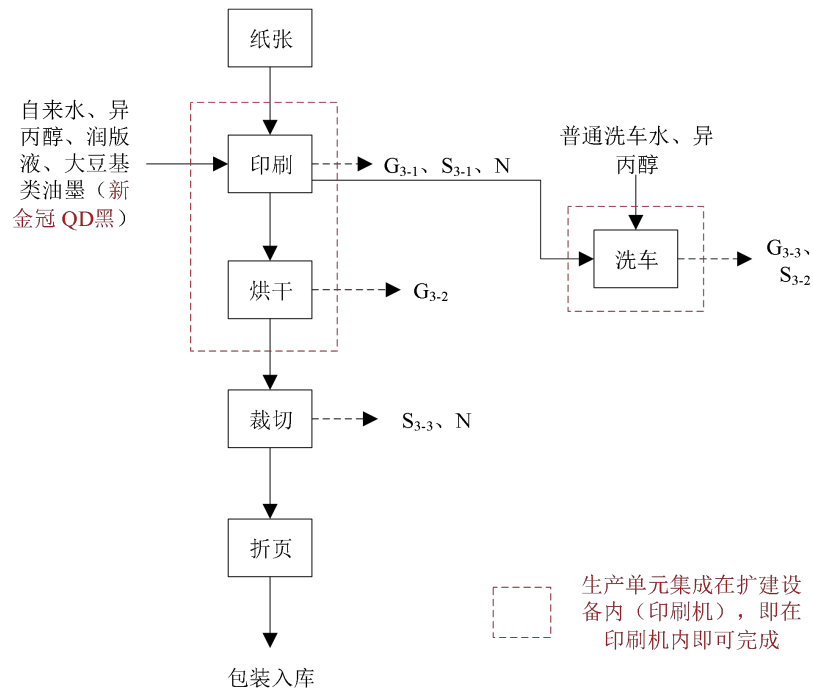 纸张
自来水、异
丙醇、润版
液、大豆基
类油墨（新
金冠 QD黑）
印刷
G3-1、S3-1、N
普通洗车水、异
丙醇
洗车
G3-3、
S3-2
烘干
G3-2
裁切
S3-3、N
折页
生产单元集成在扩建设
备内（印刷机），即在
印刷机内即可完成
包装入库